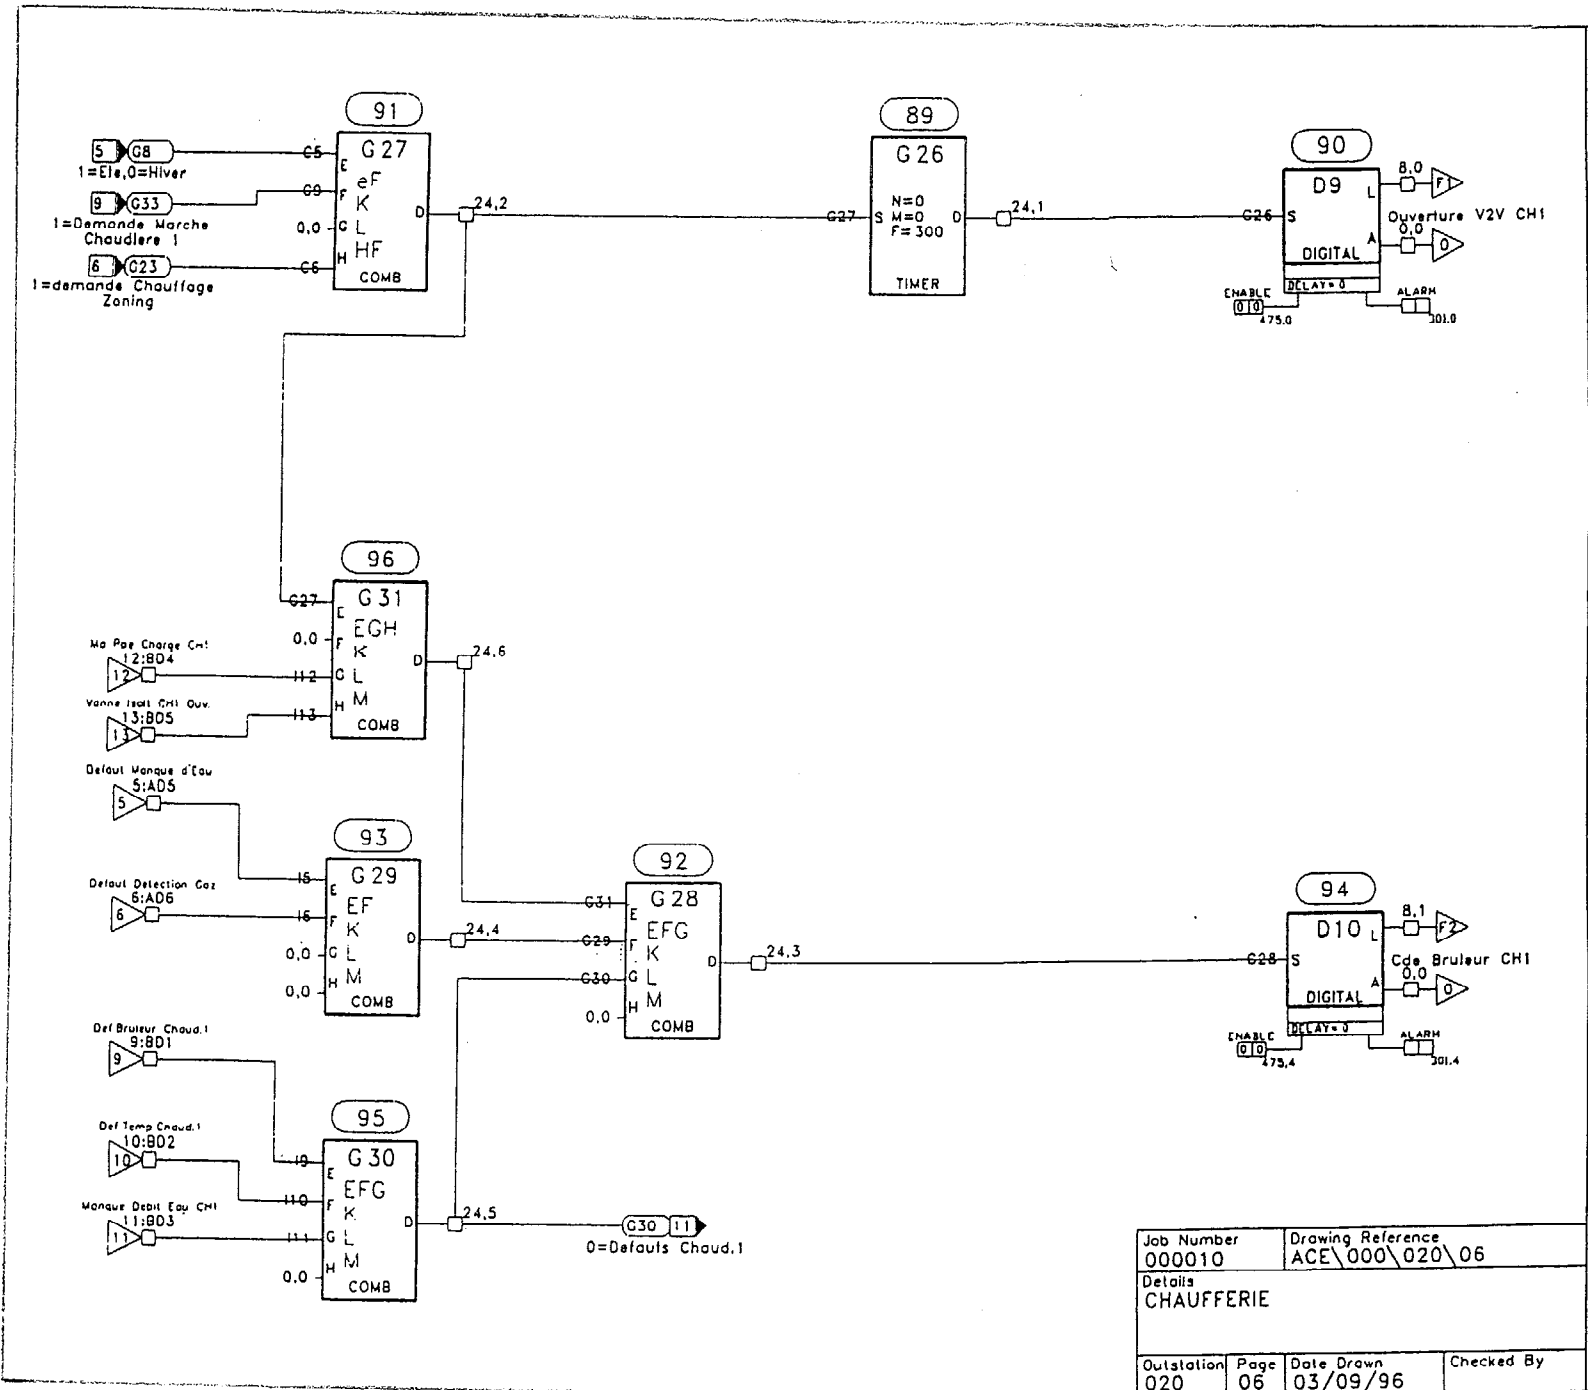 91
5 G8
1=Ete,0=Hiver
9 G33
1=Demande Marche
Chaudiere 1
6 G23
1=demande Chauffage
Zoning
G5
G9
0,0
G6
E
F
G
H
G27
eF
K
L
HF
COMB
D
24,2
89
G27 S
G26
N=0
M=0
F=300
D
TIMER
24,1
90
G26 S
D9
L
A
DIGITAL
DELAY= 0
8,0
F1
Ouverture V2V CH1
0,0
0
ENABLE
0 0
475.0
ALARM
301.0
96
G27
0,0
I12
I13
E
F
G
H
G31
EGH
K
L
M
COMB
D
24,6
Ma Poe Charge CH1
12:BD4
12
Vanne Isoll CH1 Ouv.
13:BD5
13
Defaut Manque d'Eau
5:AD5
5
Defaut Detection Gaz
6:AD6
6
93
I5
I6
0,0
0,0
E
F
G
H
G29
EF
K
L
M
COMB
D
24,4
92
G31
G29
G30
0,0
E
F
G
H
G28
EFG
K
L
M
COMB
D
24,3
94
G28 S
D10
L
A
DIGITAL
DELAY= 0
8,1
F2
Cde Bruleur CH1
0,0
0
ENABLE
0 0
475,4
ALARM
301.4
Def Bruleur Chaud.1
9:BD1
9
Def Temp Chaud.1
10:BD2
10
Manque Debit Eau CH1
11:BD3
11
95
I9
I10
I11
0,0
E
F
G
H
G30
EFG
K
L
M
COMB
D
24,5
G30 11
0=Defauts Chaud.1
Job Number
000010
Drawing Reference
ACE\000\020\06
Details
CHAUFFERIE
Outstation
020
Page
06
Date Drawn
03/09/96
Checked By